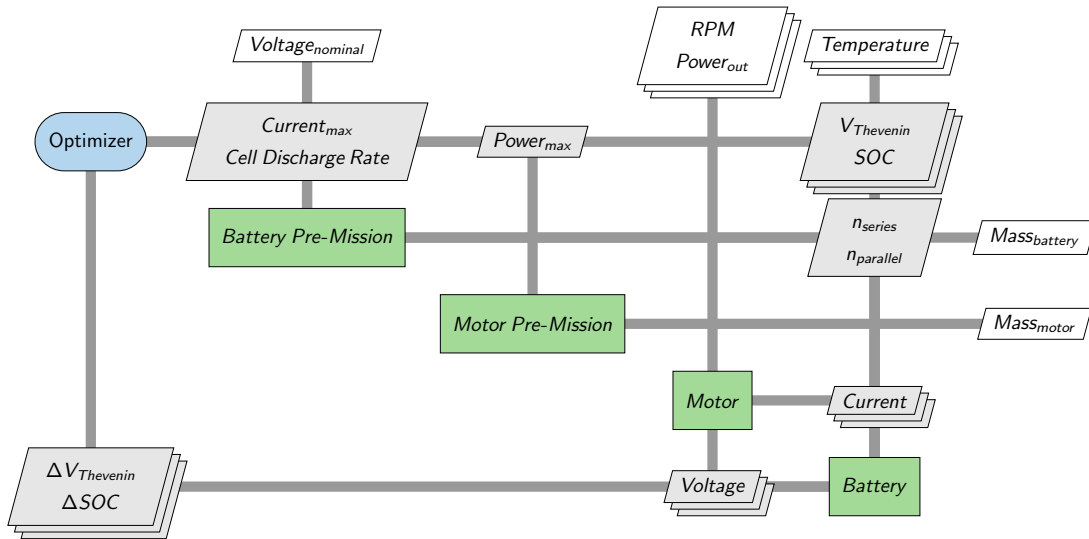 RPM
Voltage_nominal
Power_out
Temperature
Optimizer
Current_max
Cell Discharge Rate
Power_max
V_Thevenin
SOC
Battery Pre-Mission
n_series
n_parallel
Mass_battery
Motor Pre-Mission
Mass_motor
Motor
Current
ΔV_Thevenin
ΔSOC
Voltage
Battery